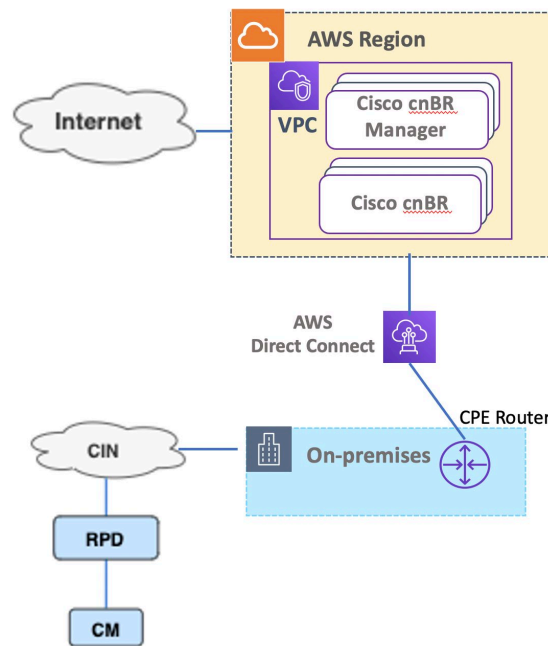 AWS Region
Internet
VPC
Cisco cnBR
Manager
Cisco cnBR
AWS
Direct Connect
CPE Router
CIN
On-premises
RPD
CM